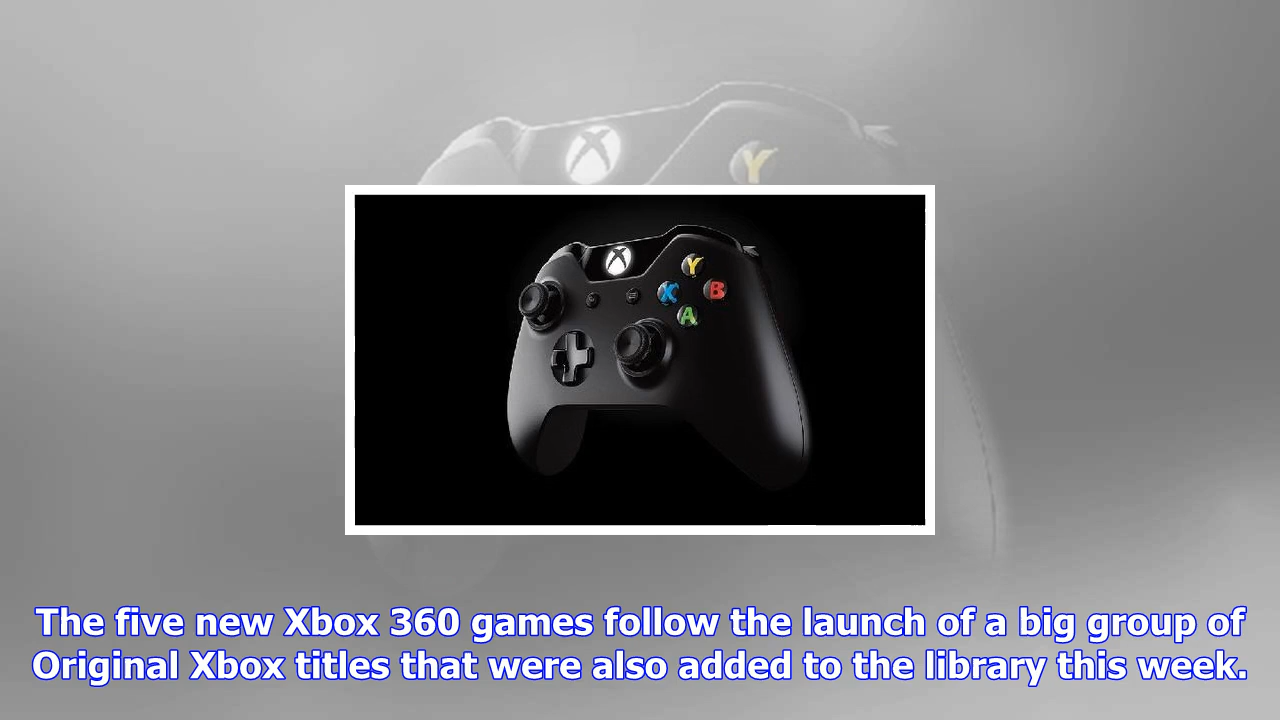 Y
Y
X
B
A
The five new Xbox 360 games follow the launch of a big group of
Original Xbox titles that were also added to the library this week.